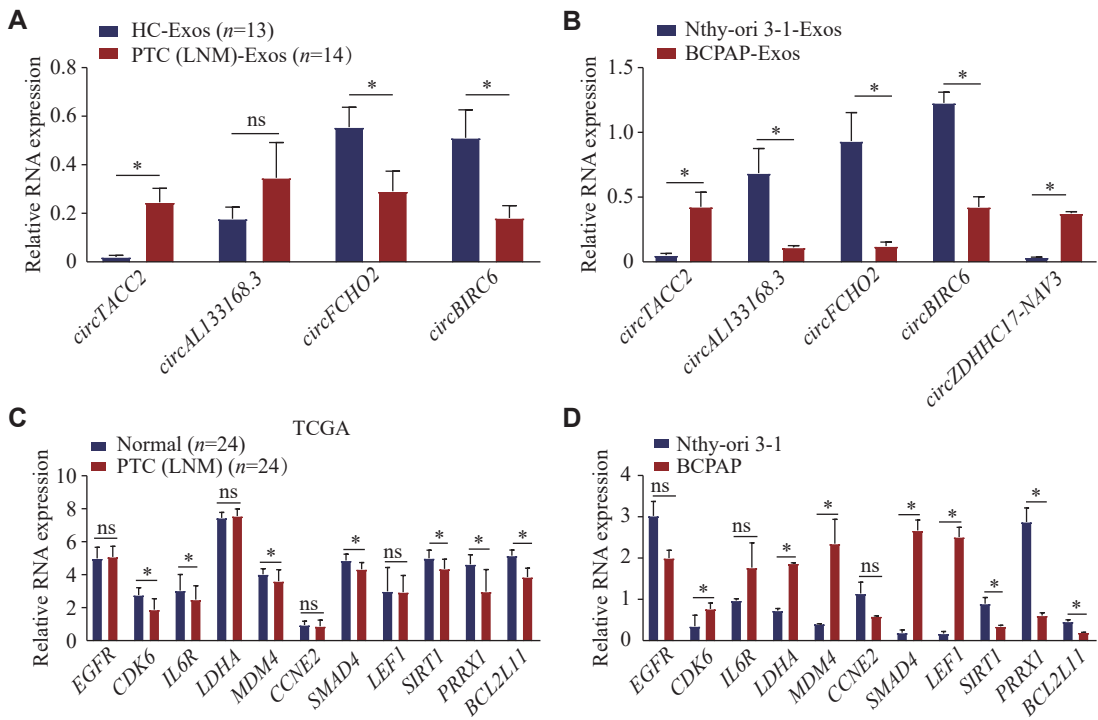 A
HC-Exos (n=13)
PTC (LNM)-Exos (n=14)
Relative RNA expression
0.8
0.6
0.4
0.2
0
*
ns
*
*
circTACC2
circAL133168.3
circFCHO2
circBIRC6
B
Nthy-ori 3-1-Exos
BCPAP-Exos
Relative RNA expression
1.5
1.0
0.5
0
*
*
*
*
*
circTACC2
circAL133168.3
circFCHO2
circBIRC6
circZDHHC17-NAV3
C
TCGA
Normal (n=24)
PTC (LNM) (n=24)
Relative RNA expression
10
8
6
4
2
0
ns
*
*
ns
*
ns
*
ns
*
*
*
EGFR
CDK6
IL6R
LDHA
MDM4
CCNE2
SMAD4
LEF1
SIRT1
PRRX1
BCL2L11
D
Nthy-ori 3-1
BCPAP
Relative RNA expression
4
3
2
1
0
ns
*
ns
*
*
ns
*
*
*
*
*
EGFR
CDK6
IL6R
LDHA
MDM4
CCNE2
SMAD4
LEF1
SIRT1
PRRX1
BCL2L11